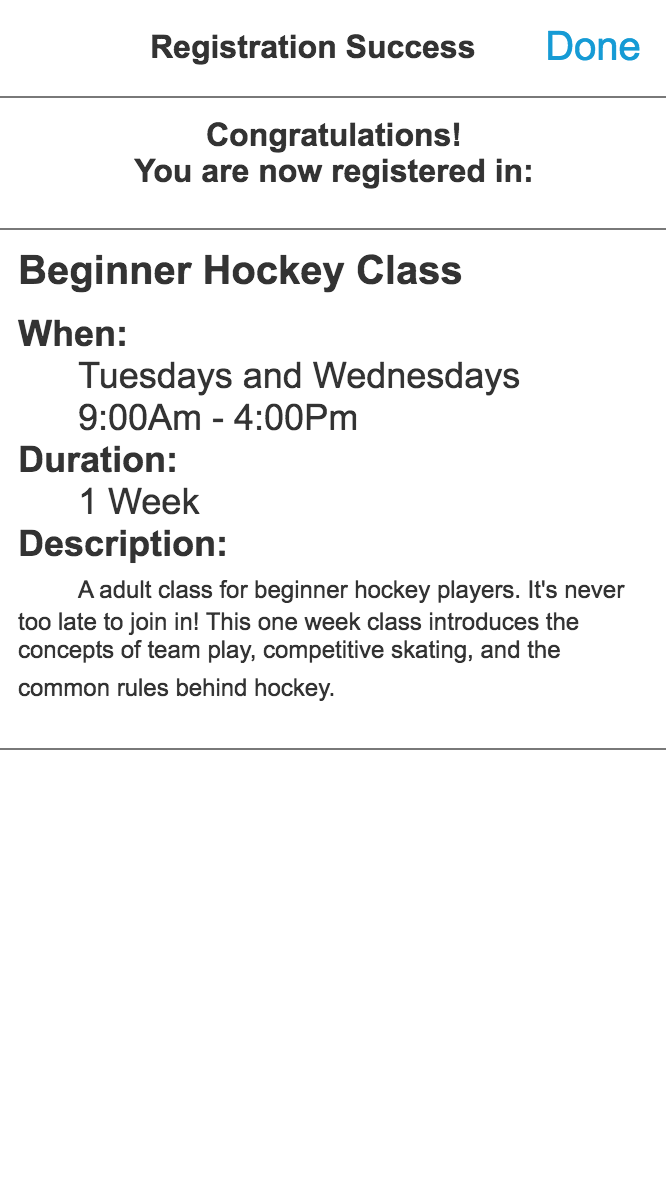 Registration Success Done
Congratulations!
You are now registered in:
Beginner Hockey Class
When:
Tuesdays and Wednesdays
9:00Am - 4:00Pm
Duration:
1 Week
Description:
A adult class for beginner hockey players. It's never
too late to join in! This one week class introduces the
concepts of team play, competitive skating, and the
common rules behind hockey.